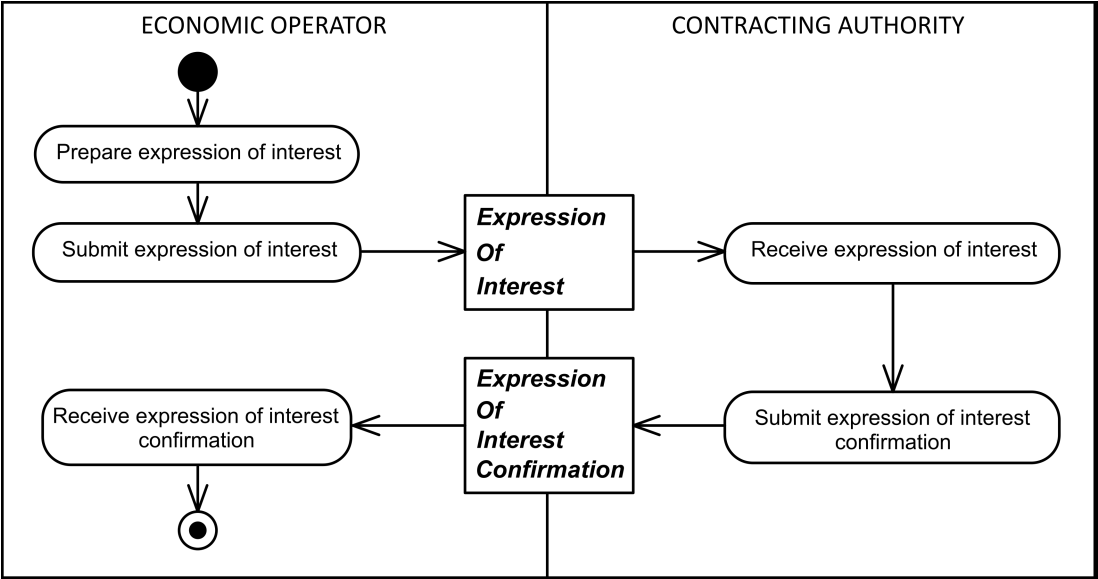 ECONOMIC OPERATOR
CONTRACTING AUTHORITY
Prepare expression of interest
Submit expression of interest
Expression
Of
Interest
Receive expression of interest
Receive expression of interest
confirmation
Expression
Of
Interest
Confirmation
Submit expression of interest
confirmation